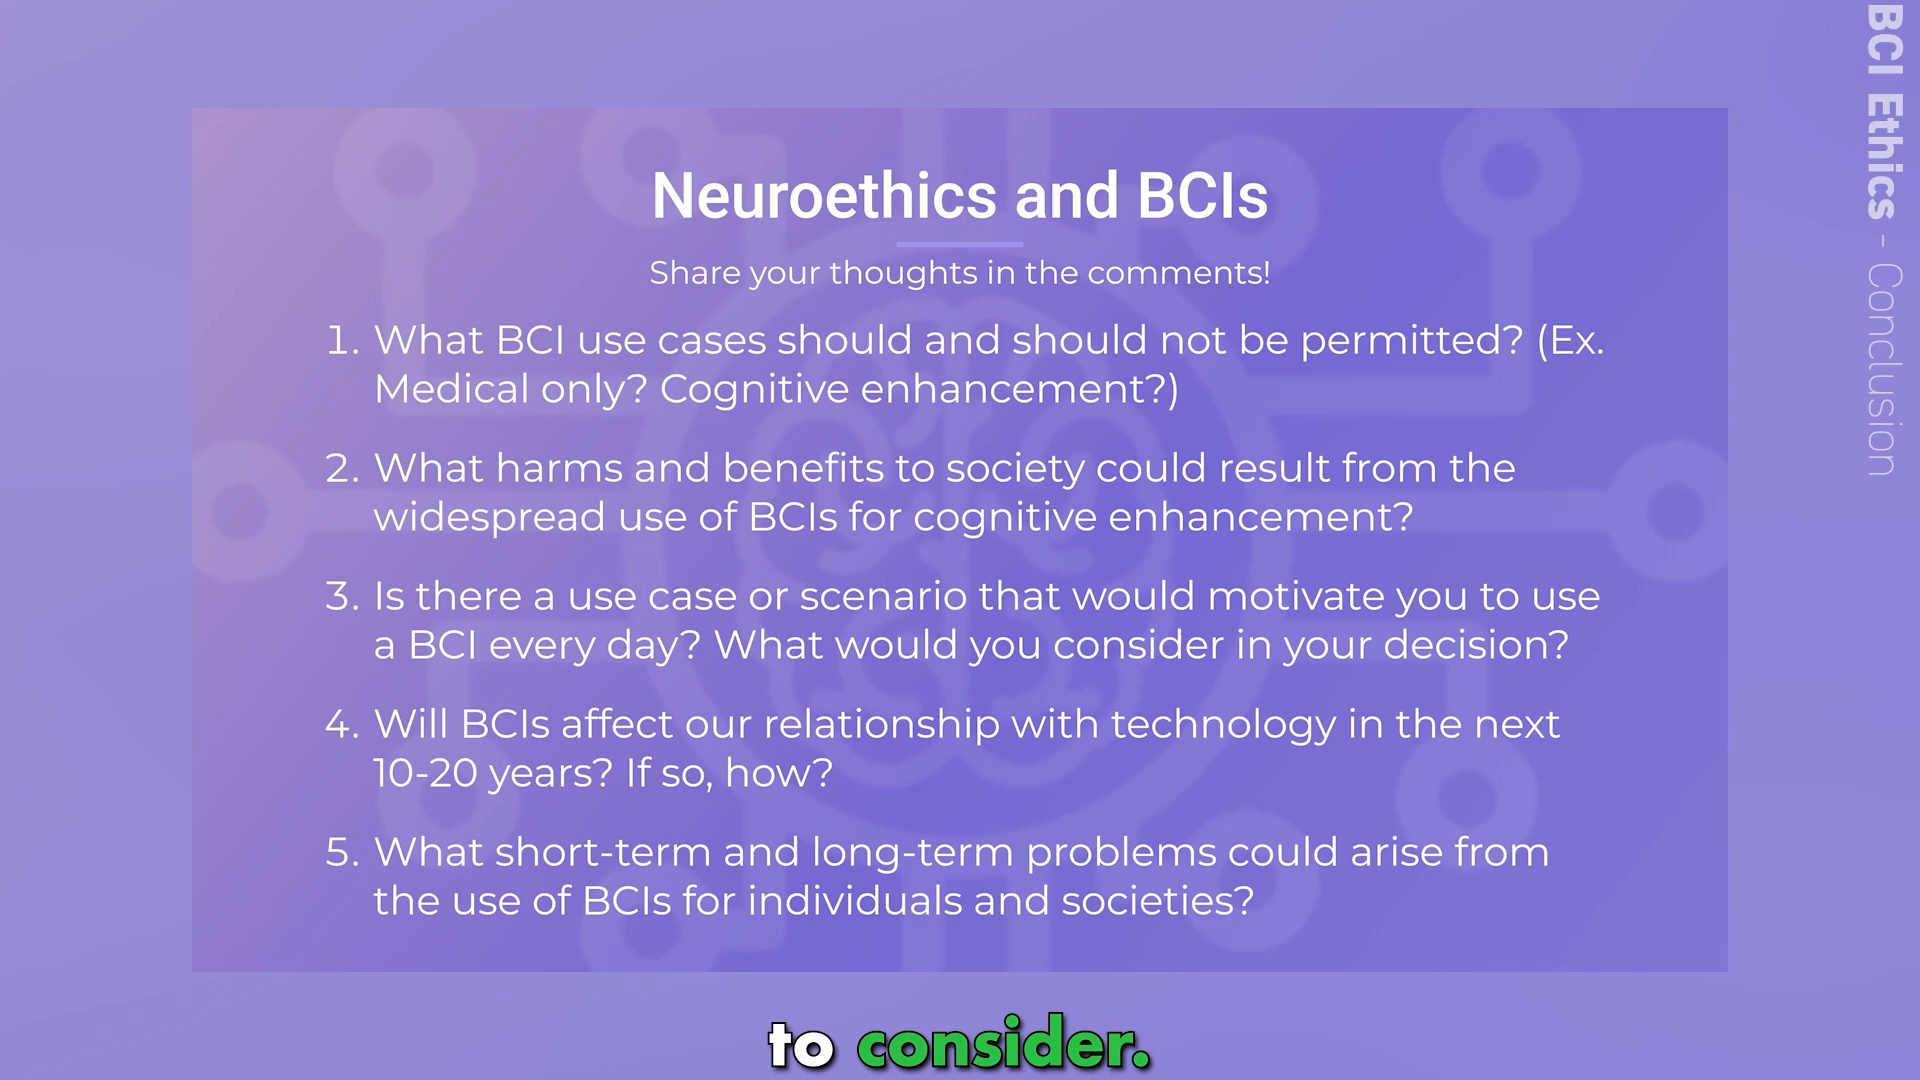 Neuroethics and BCIs
Share your thoughts in the comments!
1. What BCI use cases should and should not be permitted? (Ex.
Medical only? Cognitive enhancement?)
2. What harms and benefits to society could result from the
widespread use of BCIs for cognitive enhancement?
3. Is there a use case or scenario that would motivate you to use
a BCI every day? What would you consider in your decision?
4. Will BCIs affect our relationship with technology in the next
10-20 years? If so, how?
5. What short-term and long-term problems could arise from
the use of BCIs for individuals and societies?
BCI Ethics - Conclusion
to consider.